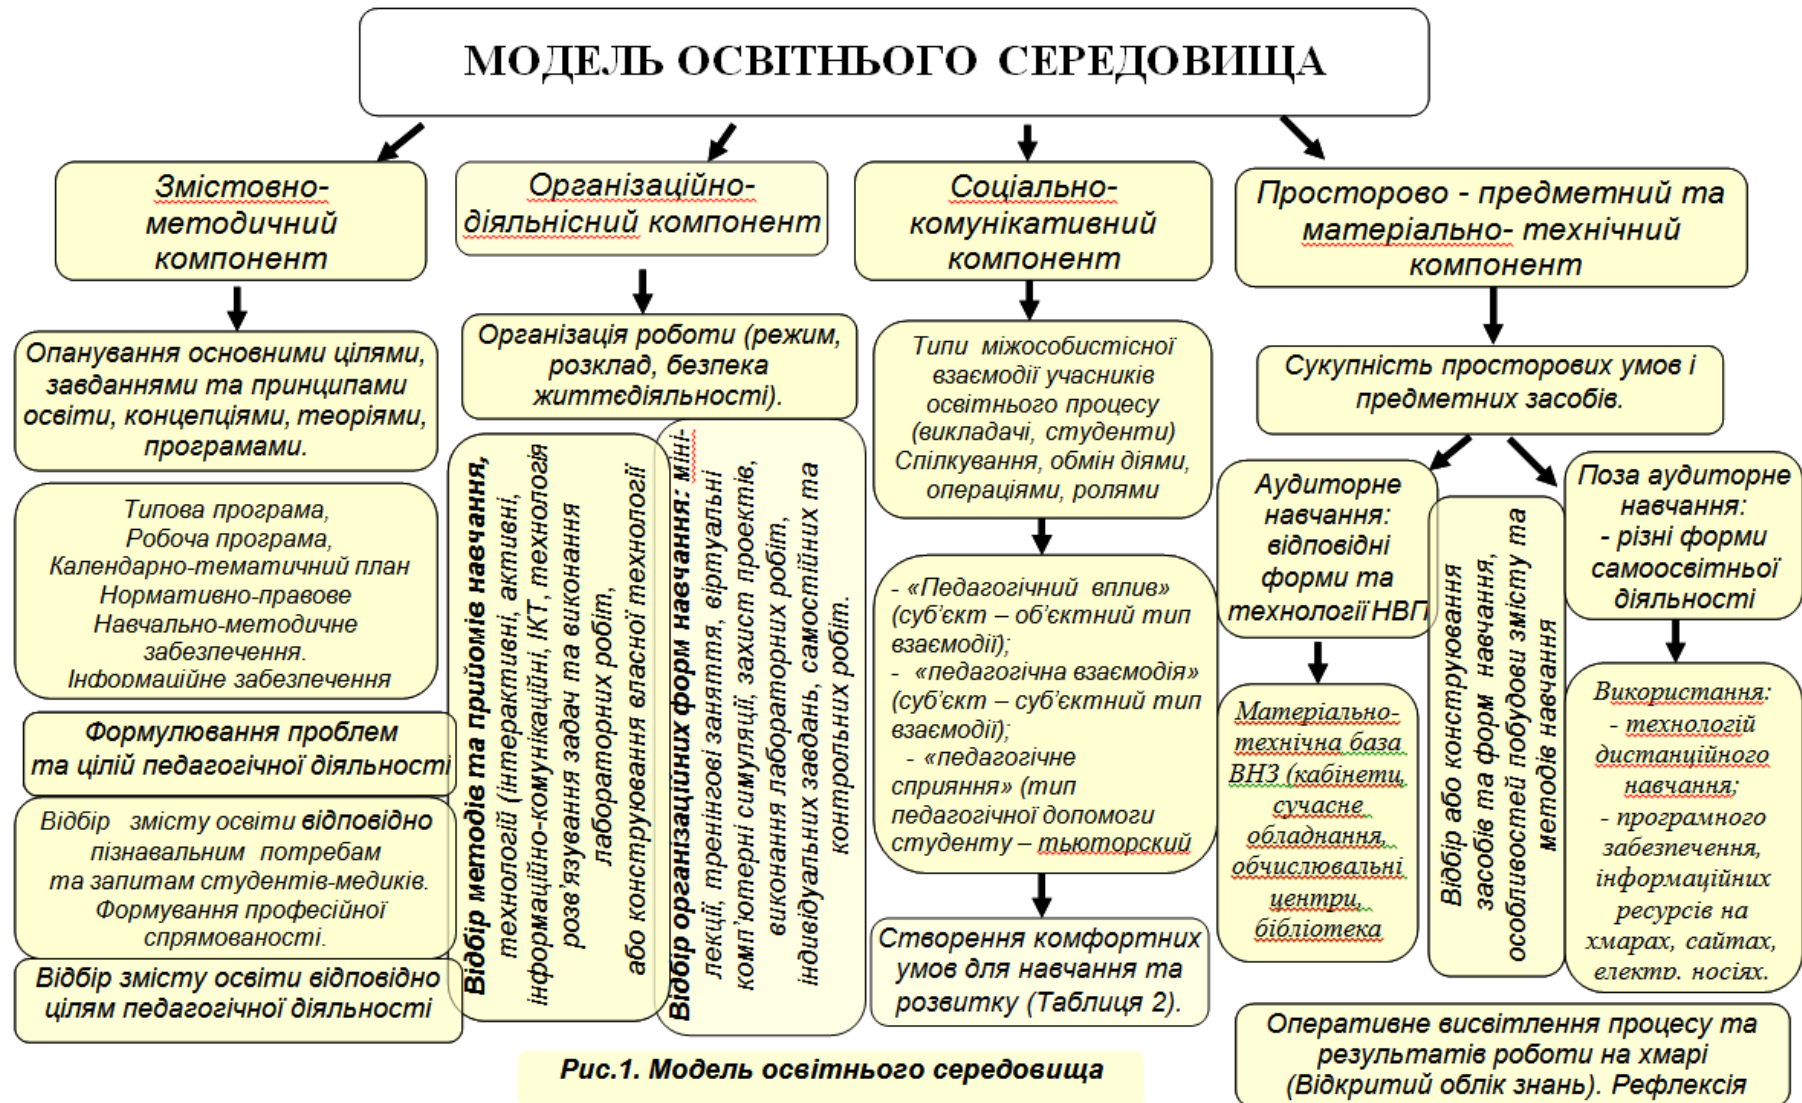 МОДЕЛЬ ОСВІТНЬОГО СЕРЕДОВИЩА
Змістовно-
методичний
компонент
Організаційно-
діяльнісний компонент
Соціально-
комунікативний
компонент
Просторово - предметний та
матеріально- технічний
компонент
Опанування основними цілями,
завданнями та принципами
освіти, концепціями, теоріями,
програмами.
Типова програма,
Робоча програма,
Календарно-тематичний план
Нормативно-правове
Навчально-методичне
забезпечення.
Інформаційне забезпечення
Формулювання проблем
та цілій педагогічної діяльності
Відбір змісту освіти відповідно
пізнавальним потребам
та запитам студентів-медиків.
Формування професійної
спрямованості.
Відбір змісту освіти відповідно
цілям педагогічної діяльності
Організація роботи (режим,
розклад, безпека
життєдіяльності).
Відбір методів та прийомів навчання,
технологій (інтерактивні, активні,
інформаційно-комунікаційні, ІКТ, технологія
розв'язування задач та виконання
лабораторних робіт,
або конструювання власної технології
Відбір організаційних форм навчання: міні-
лекції, тренінгові заняття, віртуальні
комп'ютерні симуляції, захист проектів,
виконання лабораторних робіт,
індивідуальних завдань, самостійних та
контрольних робіт.
Типи міжособистісної
взаємодії учасників
освітнього процесу
(викладачі, студенти)
Спілкування, обмін діями,
операціями, ролями
- «Педагогічний вплив»
(суб'єкт – об'єктний тип
взаємодії);
- «педагогічна взаємодія»
(суб'єкт – суб'єктний тип
взаємодії);
- «педагогічне
сприяння» (тип
педагогічної допомоги
студенту – тьюторский
Створення комфортних
умов для навчання та
розвитку (Таблиця 2).
Сукупність просторових умов і
предметних засобів.
Аудиторне
навчання:
відповідні
форми та
технології НВП
Матеріально-
технічна база
ВНЗ (кабінети,
сучасне
обладнання,
обчислювальні
центри,
бібліотека
Відбір або конструювання
засобів та форм навчання,
особливостей побудови змісту та
методів навчання
Поза аудиторне
навчання:
- різні форми
самоосвітньої
діяльності
Використання:
- технологій
дистанційного
навчання;
- програмного
забезпечення,
інформаційних
ресурсів на
хмарах, сайтах,
електр. носіях.
Оперативне висвітлення процесу та
результатів роботи на хмарі
(Відкритий облік знань). Рефлексія
Рис.1. Модель освітнього середовища